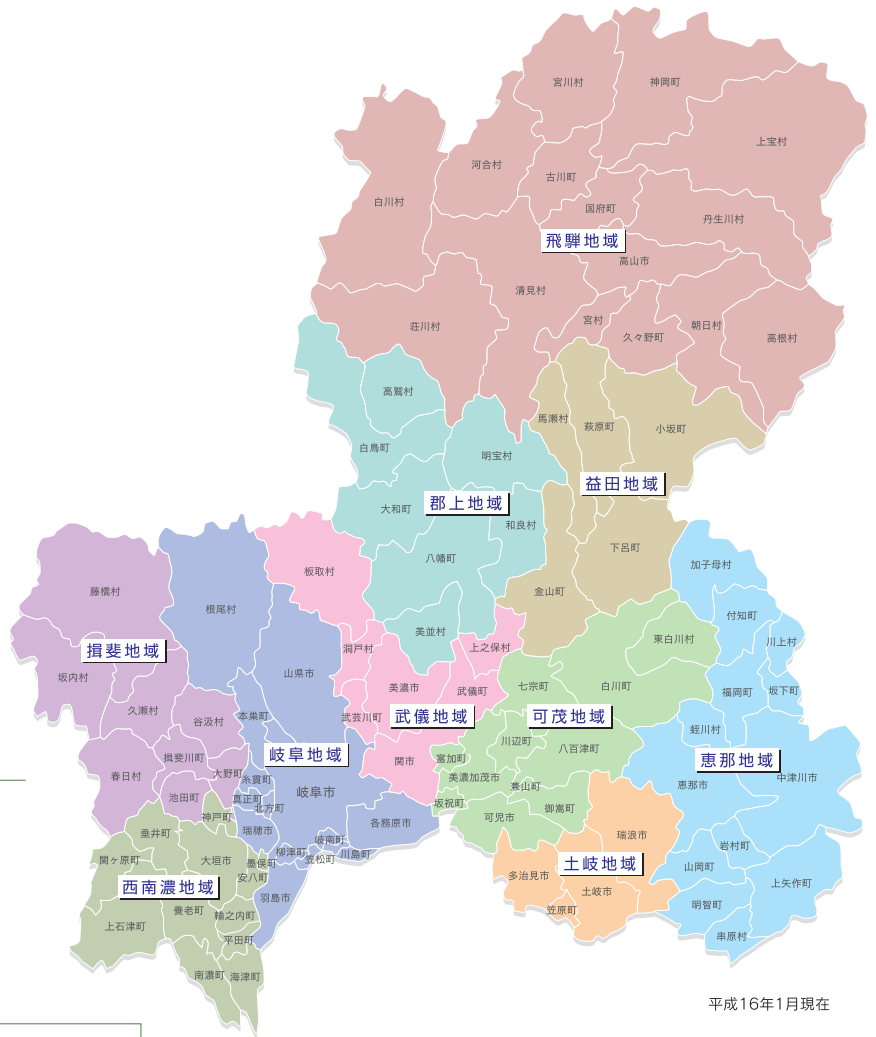 宮川村
神岡町
上宝村
河合村
古川町
白川村
国府町
丹生川村
飛騨地域
高山市
清見村
荘川村
宮村
久々野町
朝日村
高根村
高鷲村
馬瀬村
萩原町
小坂町
白鳥町
明宝村
益田地域
郡上地域
大和町
和良村
八幡町
下呂町
加子母村
板取村
藤橋村
根尾村
金山町
付知町
美並村
東白川村
川上村
揖斐地域
洞戸村
上之保村
坂内村
山県市
美濃市
武儀町
七宗町
白川町
福岡町
坂下町
久瀬村
谷汲村
本巣町
武芸川町
武儀地域
可茂地域
蛭川村
川辺町
八百津町
岐阜地域
揖斐川町
関市
富加町
恵那地域
春日村
大野町
糸貫町
美濃加茂市
恵那市
中津川市
池田町
真正町
北方町
岐阜市
兼山町
坂祝町
御嵩町
神戸町
可児市
垂井町
瑞穂市
各務原市
瑞浪市
岐南町
岩村町
関ヶ原町
大垣市
墨俣町
柳津町
笠松町
川島町
土岐地域
山岡町
安八町
多治見市
上矢作町
西南濃地域
羽島市
土岐市
養老町
輪之内町
笠原町
明智町
上石津町
平田町
串原村
南濃町
海津町
平成16年1月現在